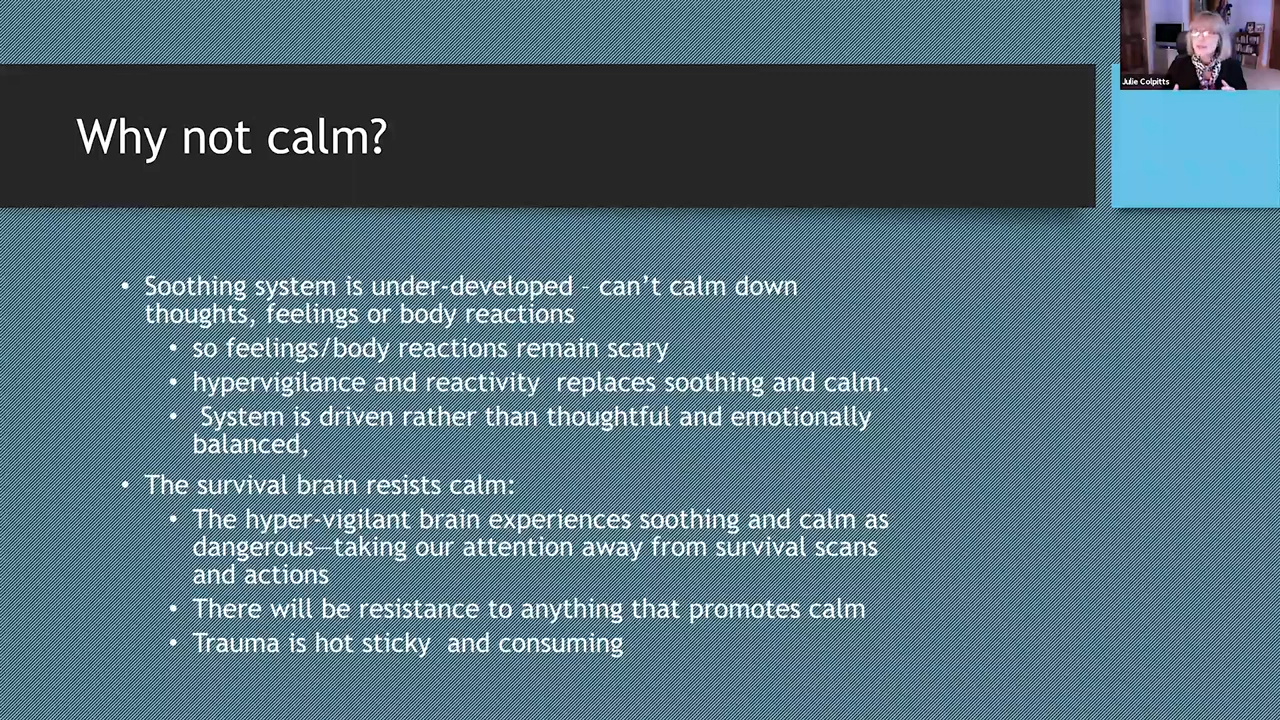 Julie Colpitts
Why not calm?
• Soothing system is under-developed - can't calm down
thoughts, feelings or body reactions
• so feelings/body reactions remain scary
• hypervigilance and reactivity  replaces soothing and calm.
•  System is driven rather than thoughtful and emotionally
balanced,
• The survival brain resists calm:
• The hyper-vigilant brain experiences soothing and calm as
dangerous—taking our attention away from survival scans
and actions
• There will be resistance to anything that promotes calm
• Trauma is hot sticky  and consuming